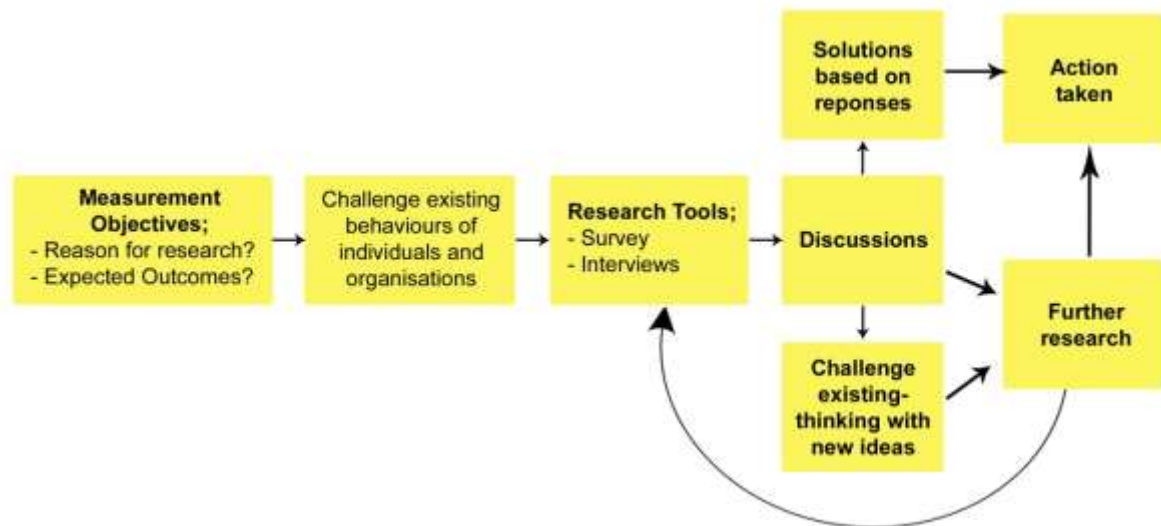 Measurement
Objectives;
- Reason for research?
- Expected Outcomes?
Challenge existing
behaviours of
individuals and
organisations
Research Tools;
- Survey
- Interviews
Discussions
Solutions
based on
reponses
Action
taken
Challenge
existing-
thinking with
new ideas
Further
research